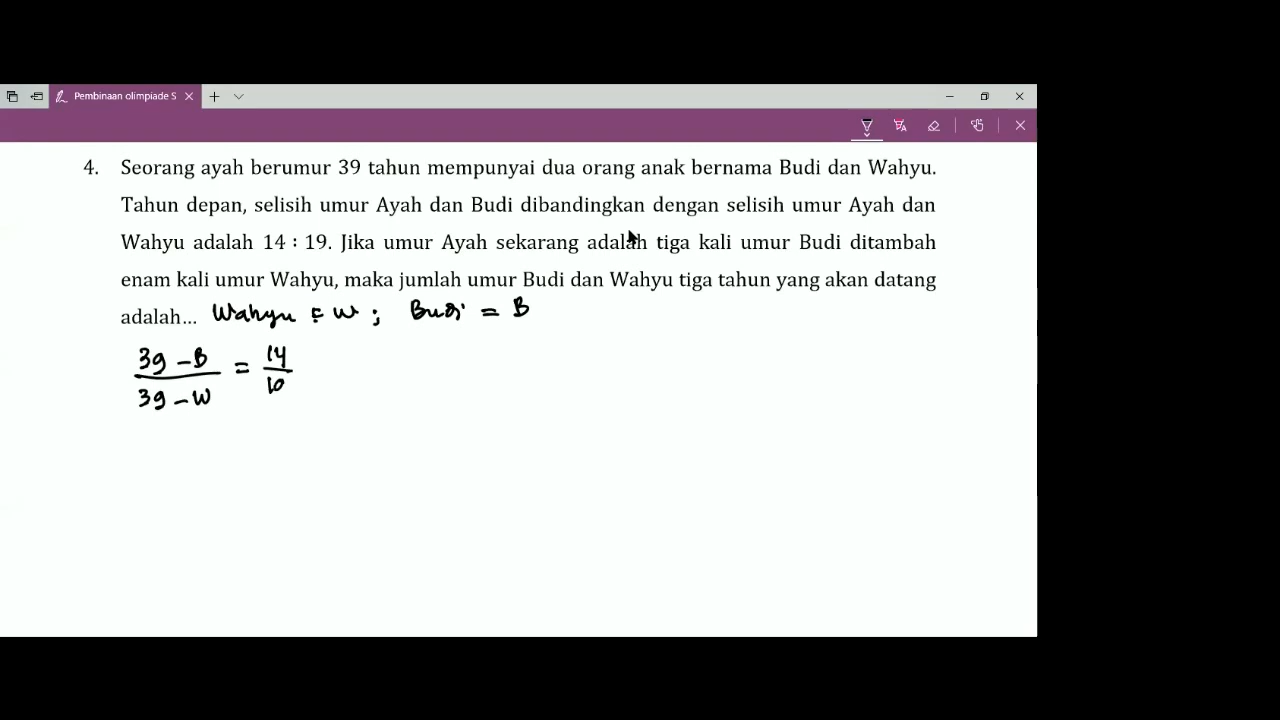 Pembinaan olimpiade S
4. Seorang ayah berumur 39 tahun mempunyai dua orang anak bernama Budi dan Wahyu.
Tahun depan, selisih umur Ayah dan Budi dibandingkan dengan selisih umur Ayah dan
Wahyu adalah 14 : 19. Jika umur Ayah sekarang adalah tiga kali umur Budi ditambah
enam kali umur Wahyu, maka jumlah umur Budi dan Wahyu tiga tahun yang akan datang
adalah... Wahyu = W ; Budi = B
39 - B = 14
39 - W 10